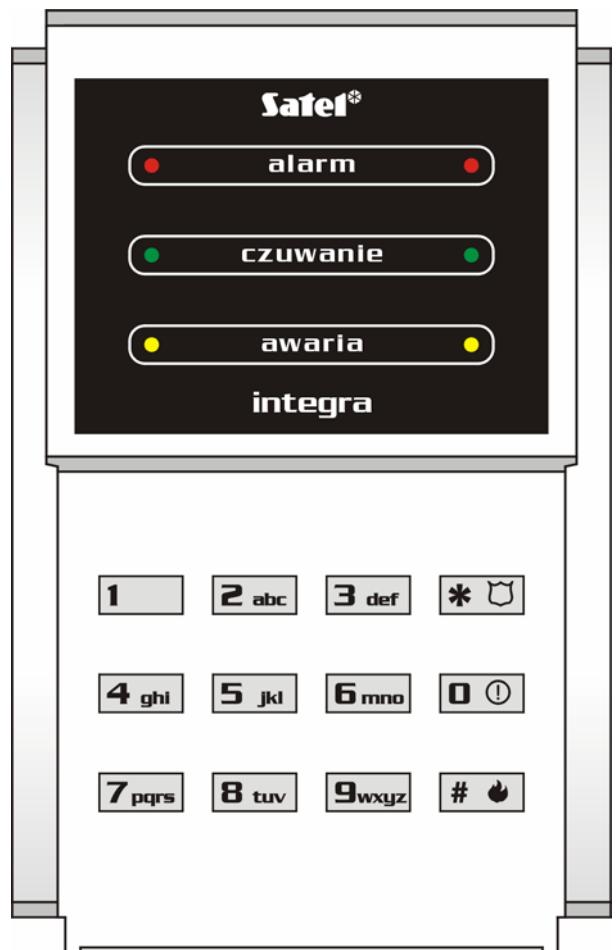 Satel®
alarm
czuwanie
awaria
integra
1 2 abc 3 def *
4 ghi 5 jkl 6 mno 0 !
7 pqrs 8 tuv 9 wxyz #